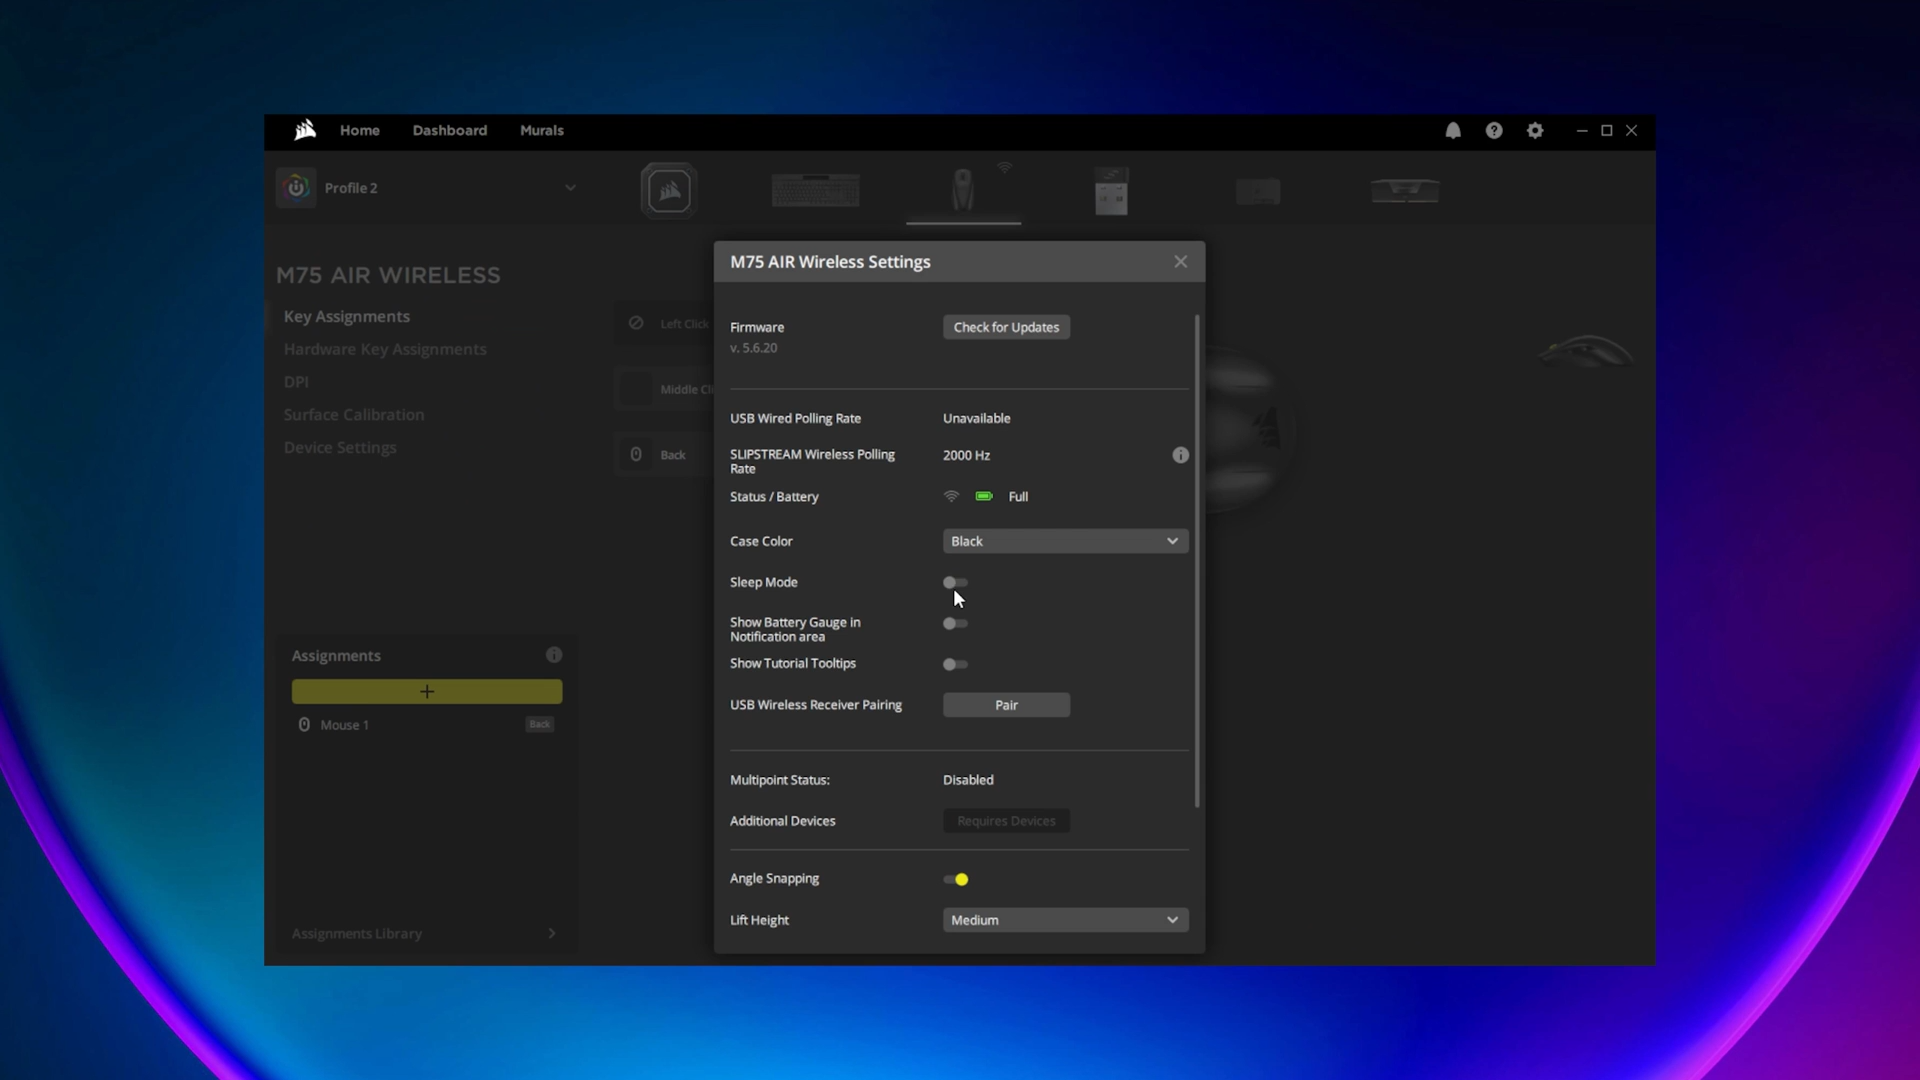 Home Dashboard Murals
Profile 2
M75 AIR WIRELESS
Key Assignments
Hardware Key Assignments
DPI
Surface Calibration
Device Settings
Left Click
Middle Cli
Back
M75 AIR Wireless Settings
Firmware Check for Updates
v. 5.6.20
USB Wired Polling Rate Unavailable
SLIPSTREAM Wireless Polling
Rate 2000 Hz
Status / Battery Full
Case Color Black
Sleep Mode
Show Battery Gauge in
Notification area
Show Tutorial Tooltips
USB Wireless Receiver Pairing Pair
Multipoint Status: Disabled
Additional Devices Requires Devices
Angle Snapping
Lift Height Medium
Assignments
+
Mouse 1 Back
Assignments Library